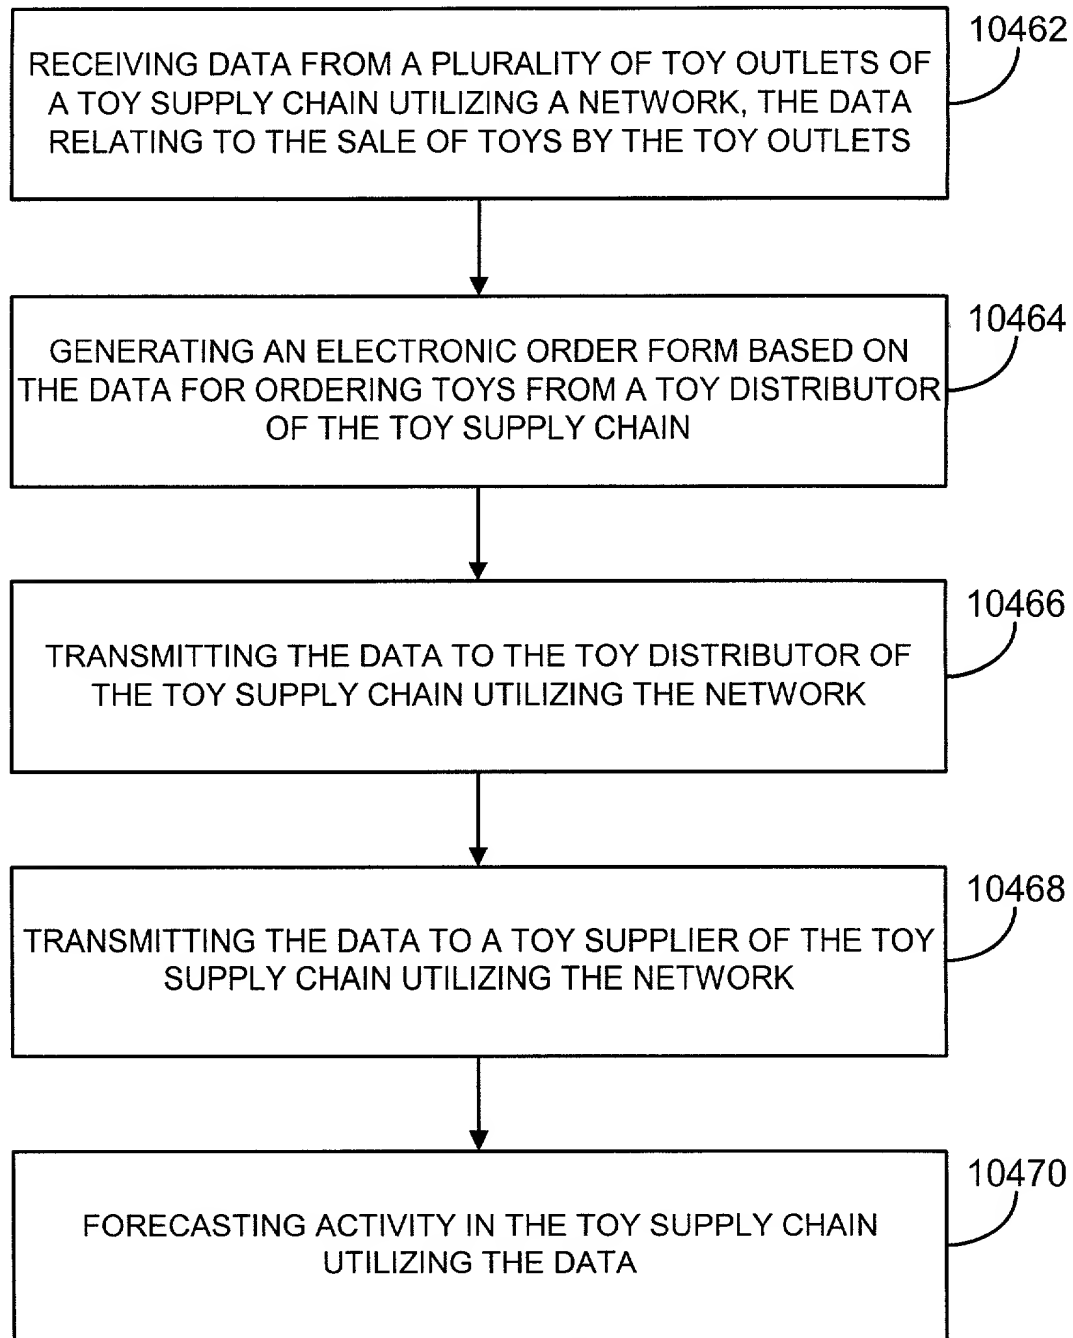 10462
RECEIVING DATA FROM A PLURALITY OF TOY OUTLETS OF
A TOY SUPPLY CHAIN UTILIZING A NETWORK, THE DATA
RELATING TO THE SALE OF TOYS BY THE TOY OUTLETS
10464
GENERATING AN ELECTRONIC ORDER FORM BASED ON
THE DATA FOR ORDERING TOYS FROM A TOY DISTRIBUTOR
OF THE TOY SUPPLY CHAIN
10466
TRANSMITTING THE DATA TO THE TOY DISTRIBUTOR OF
THE TOY SUPPLY CHAIN UTILIZING THE NETWORK
10468
TRANSMITTING THE DATA TO A TOY SUPPLIER OF THE TOY
SUPPLY CHAIN UTILIZING THE NETWORK
10470
FORECASTING ACTIVITY IN THE TOY SUPPLY CHAIN
UTILIZING THE DATA